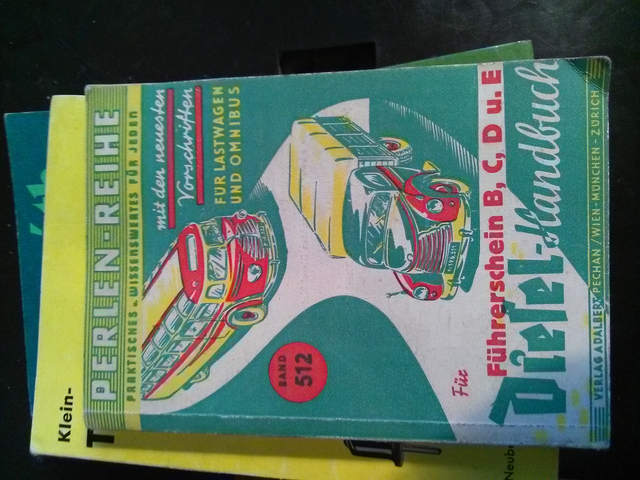 PERLEN-REIHE
PRAKTISCHES u. WISSENSWERTES FÜR JEDEN
mit den neuesten
Vorschriften
FÜR LASTWAGEN
UND OMNIBUS
BAND
512
Für
Führerschein B, C, D u. E
Diesel-Handbuch
VERLAG ADALBERT PECHAN / WIEN-MÜNCHEN - ZÜRICH
Klein-
T